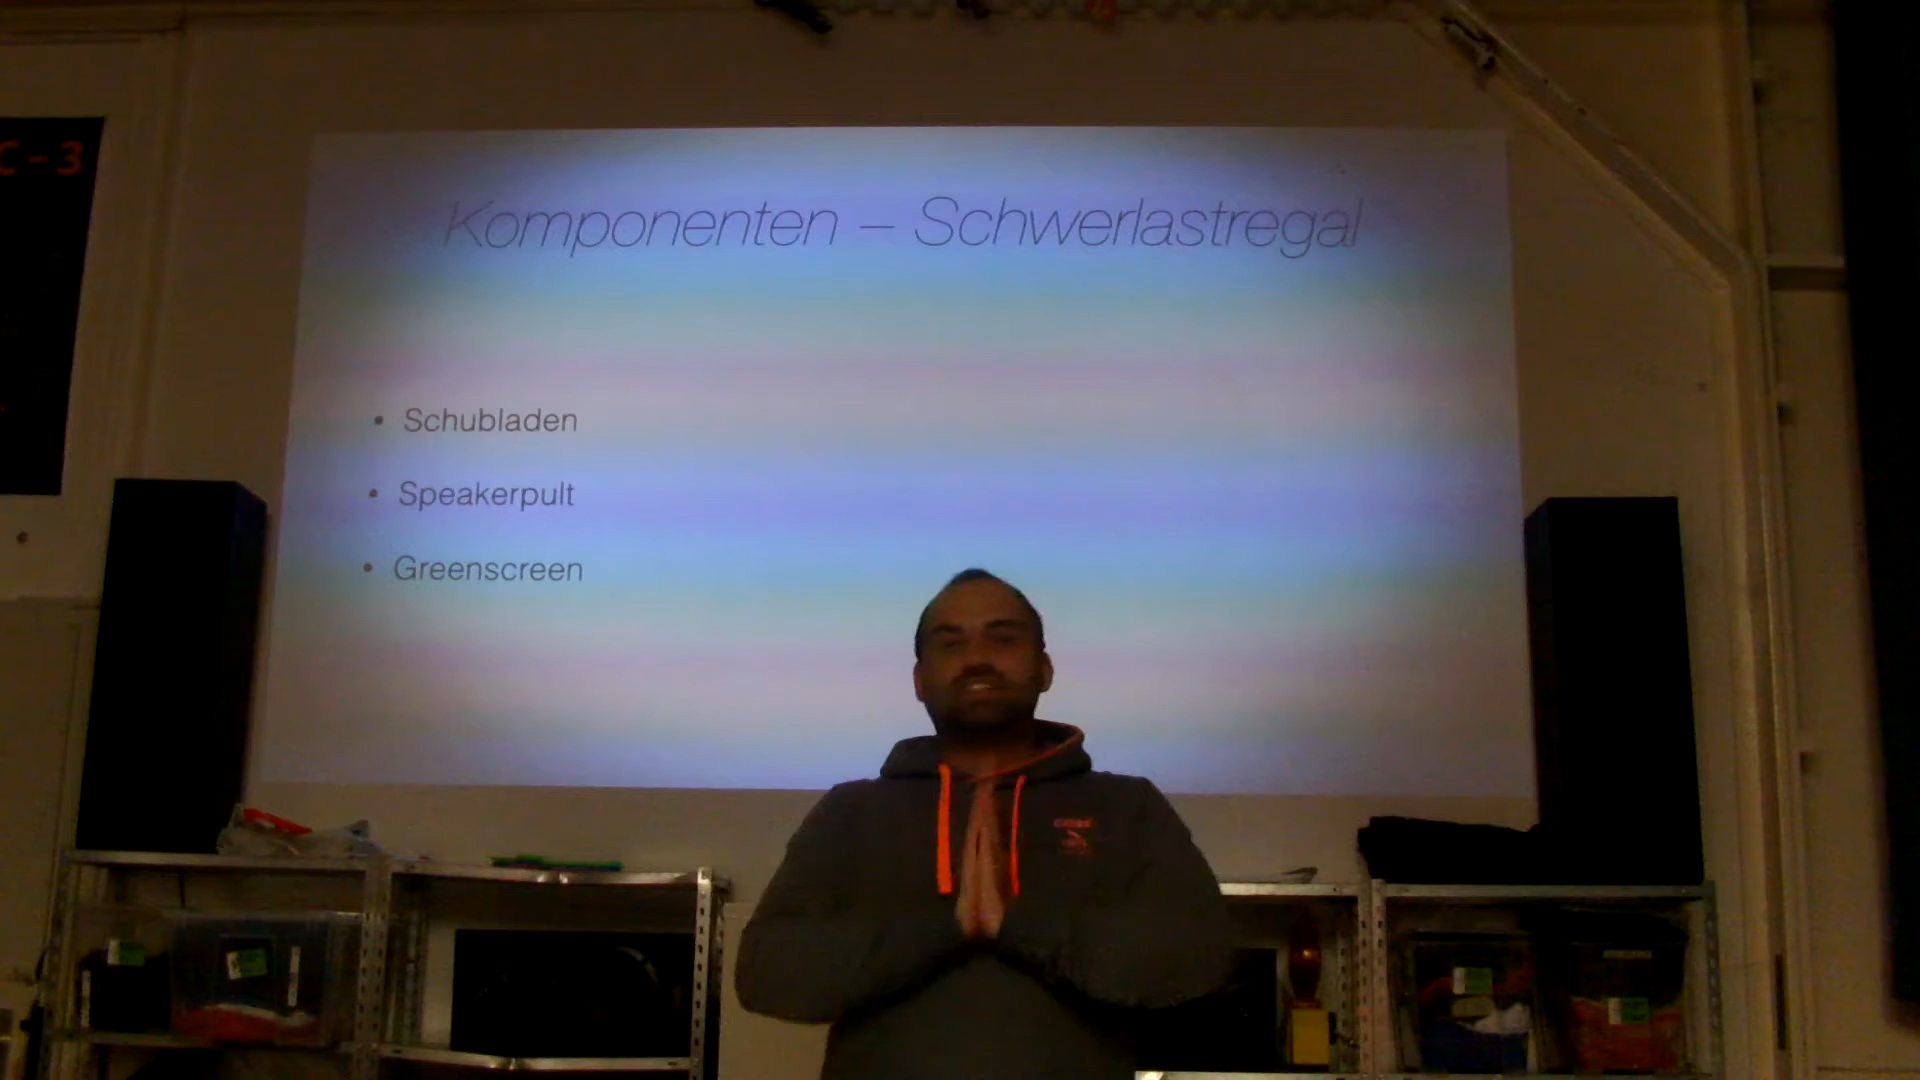 C-3
Komponenten – Schwerlastregal
• Schubladen
• Speakerpult
• Greenscreen